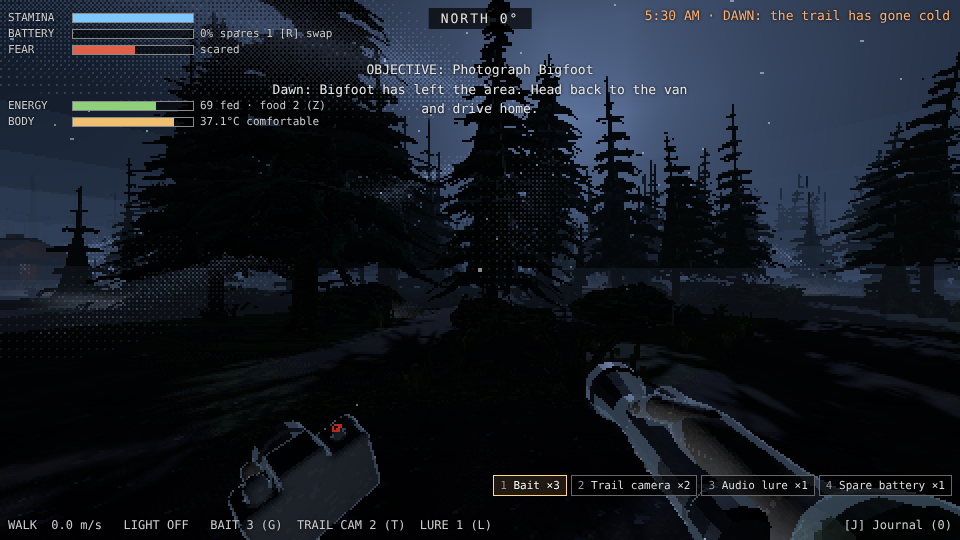 STAMINA
NORTH 0°
5:30 AM · DAWN: the trail has gone cold
BATTERY 0% spares 1 [R] swap
FEAR scared
OBJECTIVE: Photograph Bigfoot
Dawn: Bigfoot has left the area. Head back to the van
and drive home.
ENERGY 69 fed · food 2 (Z)
BODY 37.1°C comfortable
1 Bait ×3
2 Trail camera ×2
3 Audio lure ×1
4 Spare battery ×1
WALK 0.0 m/s LIGHT OFF BAIT 3 (G) TRAIL CAM 2 (T) LURE 1 (L)
[J] Journal (0)